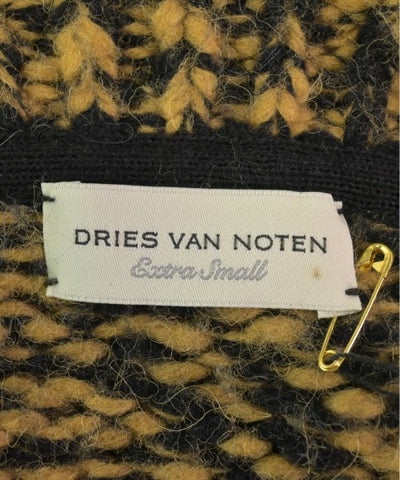 DRIES VAN NOTEN
Extra Small